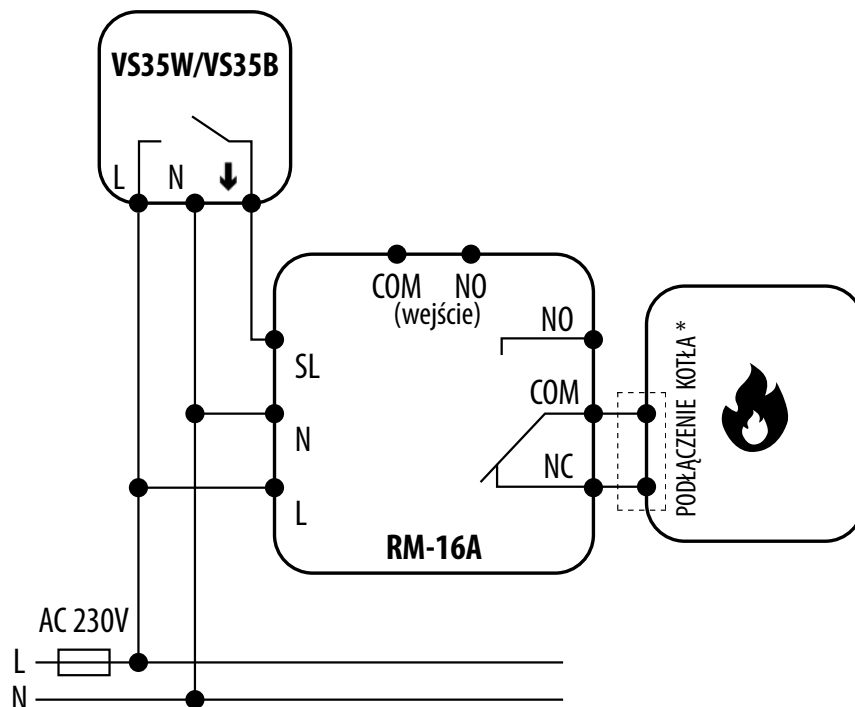 VS35W/VS35B
L N
COM NO
(wejście)
NO
SL
COM
N
NC
L
RM-16A
PODŁĄCZENIE KOTŁA *
AC 230V
L
N